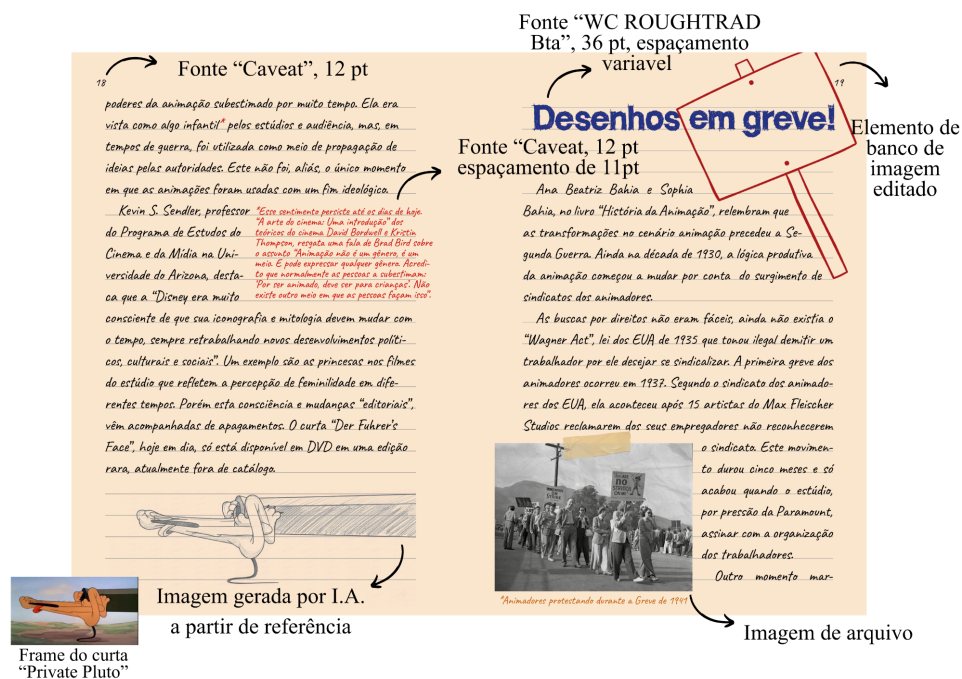 Fonte “Caveat”, 12 pt
18
poderes da animação subestimado por muito tempo. Ela era
vista como algo infantil* pelos estúdios e audiência, mas, em
tempos de guerra, foi utilizada como meio de propagação de
ideias pelas autoridades. Este não foi, aliás, o único momento
em que as animações foram usadas com um fim ideológico.
Kevin S. Sendler, professor
do Programa de Estudos do
Cinema e da Mídia na Uni-
versidade do Arizona, desta-
ca que a “Disney era muito
consciente de que sua iconografia e mitologia devem mudar com
o tempo, sempre retrabalhando novos desenvolvimentos políti-
cos, culturais e sociais”. Um exemplo são as princesas nos filmes
do estúdio que refletem a percepção de feminilidade em dife-
rentes tempos. Porém esta consciência e mudanças “editoriais”,
vêm acompanhadas de apagamentos. O curta “Der Fuhrer's
Face”, hoje em dia, só está disponível em DVD em uma edição
rara, atualmente fora de catálogo.
Fonte “Caveat, 12 pt
espaçamento de 11pt
*Esse sentimento persiste até os dias de hoje.
“A arte do cinema: Uma introdução” dos
teóricos do cinema David Bordwell e Kristin
Thompson, resgata uma fala de Brad Bird sobre
o assunto “Animação não é um gênero, é um
meio. E pode expressar qualquer gênero. Acredi-
to que normalmente as pessoas a subestimam:
‘Por ser animado, deve ser para crianças’. Não
existe outro meio em que as pessoas façam isso”.
Imagem gerada por I.A.
a partir de referência
Frame do curta
“Private Pluto”
Fonte “WC ROUGHTRAD
Bta”, 36 pt, espaçamento
variavel
19
Desenhos em greve!
Elemento de
banco de
imagem
editado
Ana Beatriz Bahia e Sophia
Bahia, no livro “História da Animação”, relembram que
as transformações no cenário animação precedeu a Se-
gunda Guerra. Ainda na década de 1930, a lógica produtiva
da animação começou a mudar por conta do surgimento de
sindicatos dos animadores.
As buscas por direitos não eram fáceis, ainda não existia o
“Wagner Act”, lei dos EUA de 1935 que tonou ilegal demitir um
trabalhador por ele desejar se sindicalizar. A primeira greve dos
animadores ocorreu em 1937. Segundo o sindicato dos animado-
res dos EUA, ela aconteceu após 15 artistas do Max Fleischer
Studios reclamarem dos seus empregadores não reconhecerem
o sindicato. Este movimen-
to durou cinco meses e só
acabou quando o estúdio,
por pressão da Paramount,
assinar com a organização
dos trabalhadores.
Outro momento mar-
NO
*Animadores protestando durante a Greve de 1941
Imagem de arquivo